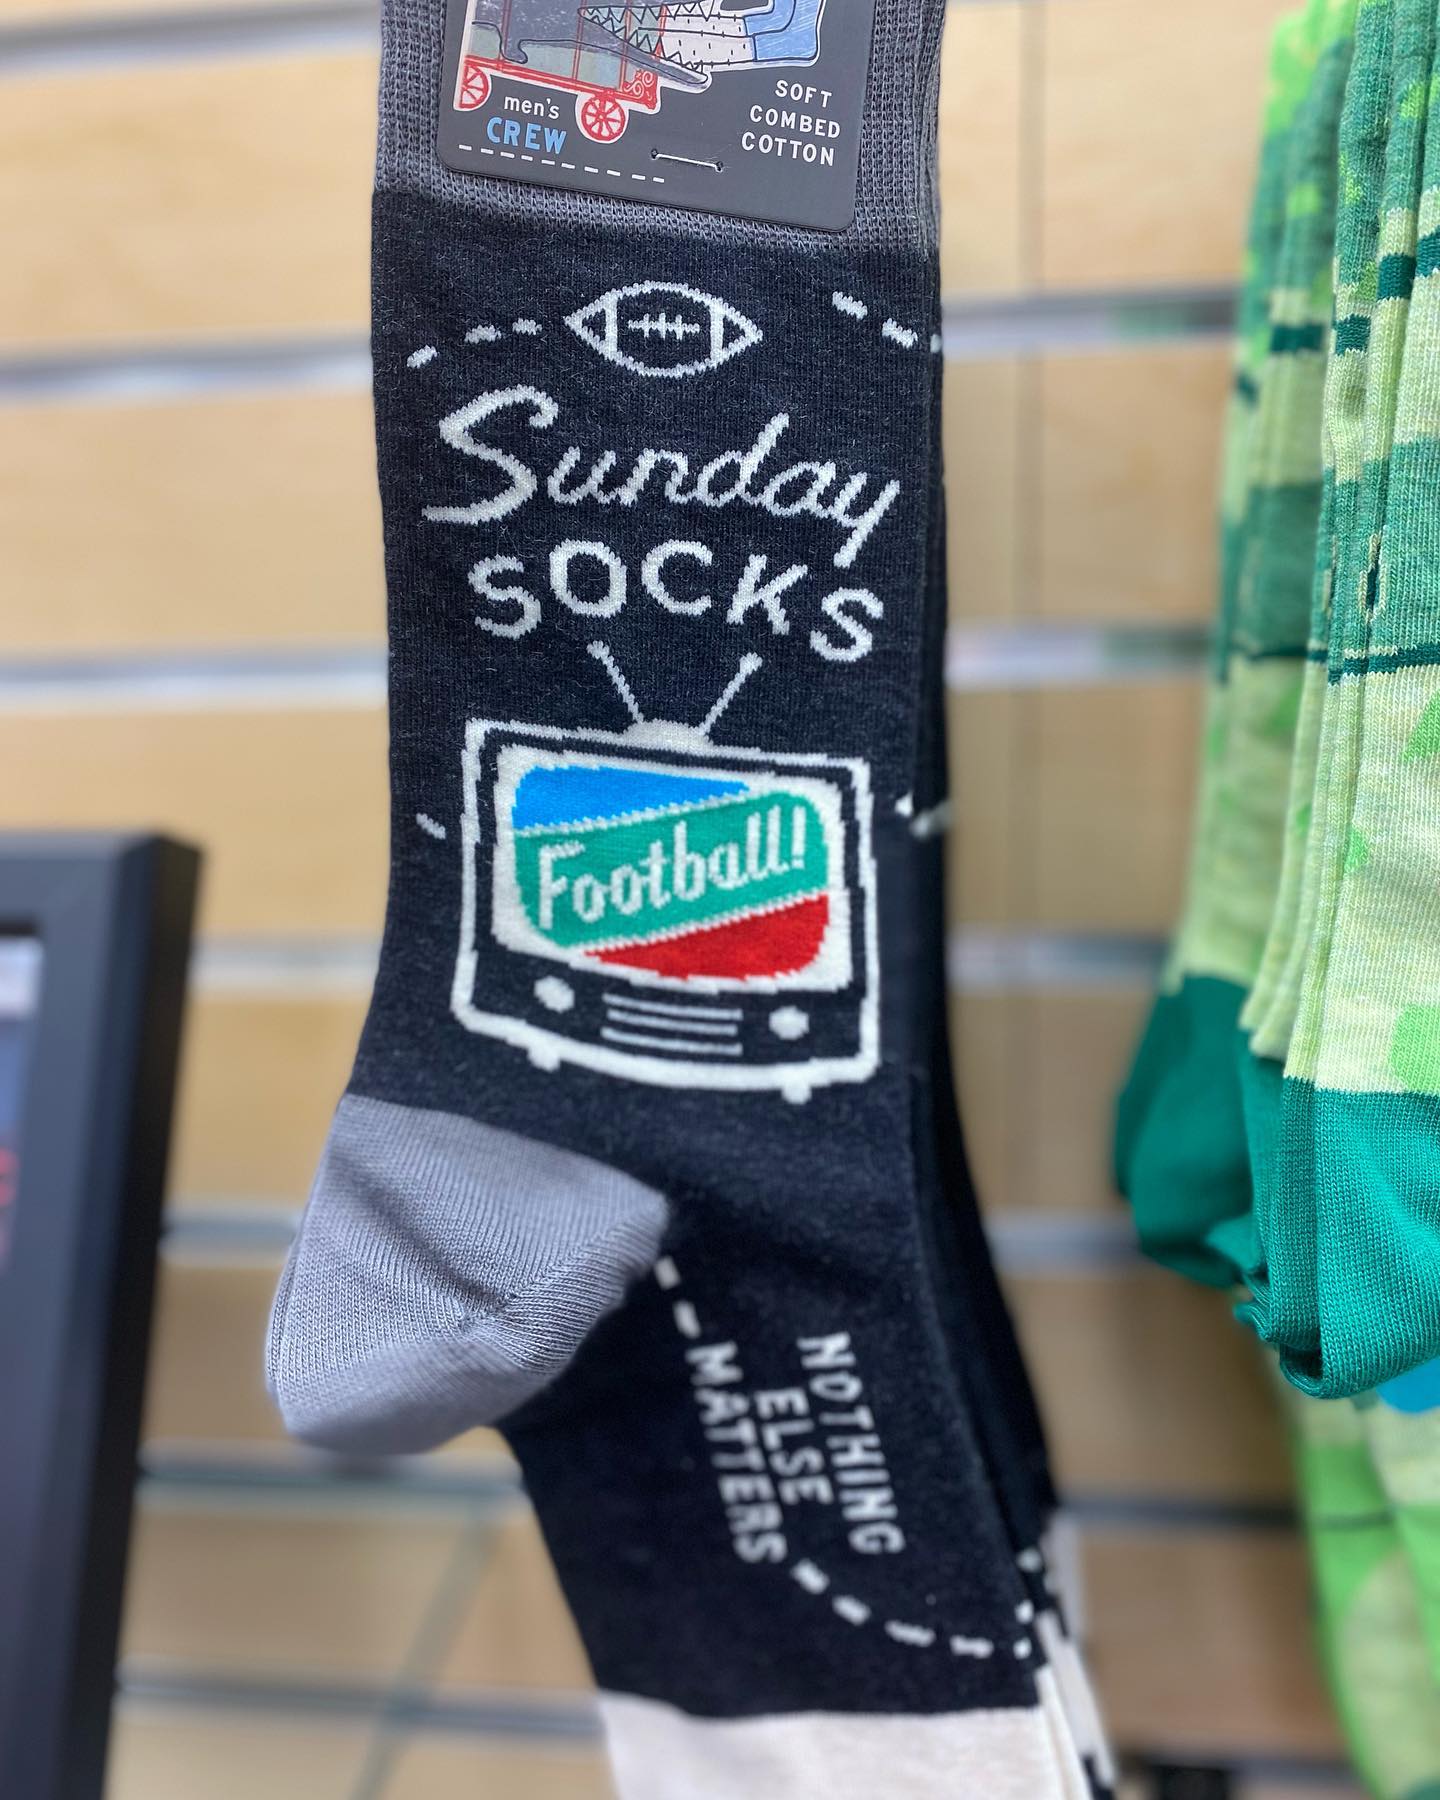 men's
CREW
SOFT
COMBED
COTTON
Sunday
SOCKS
Football!
NOTHING
ELSE
MATTERS